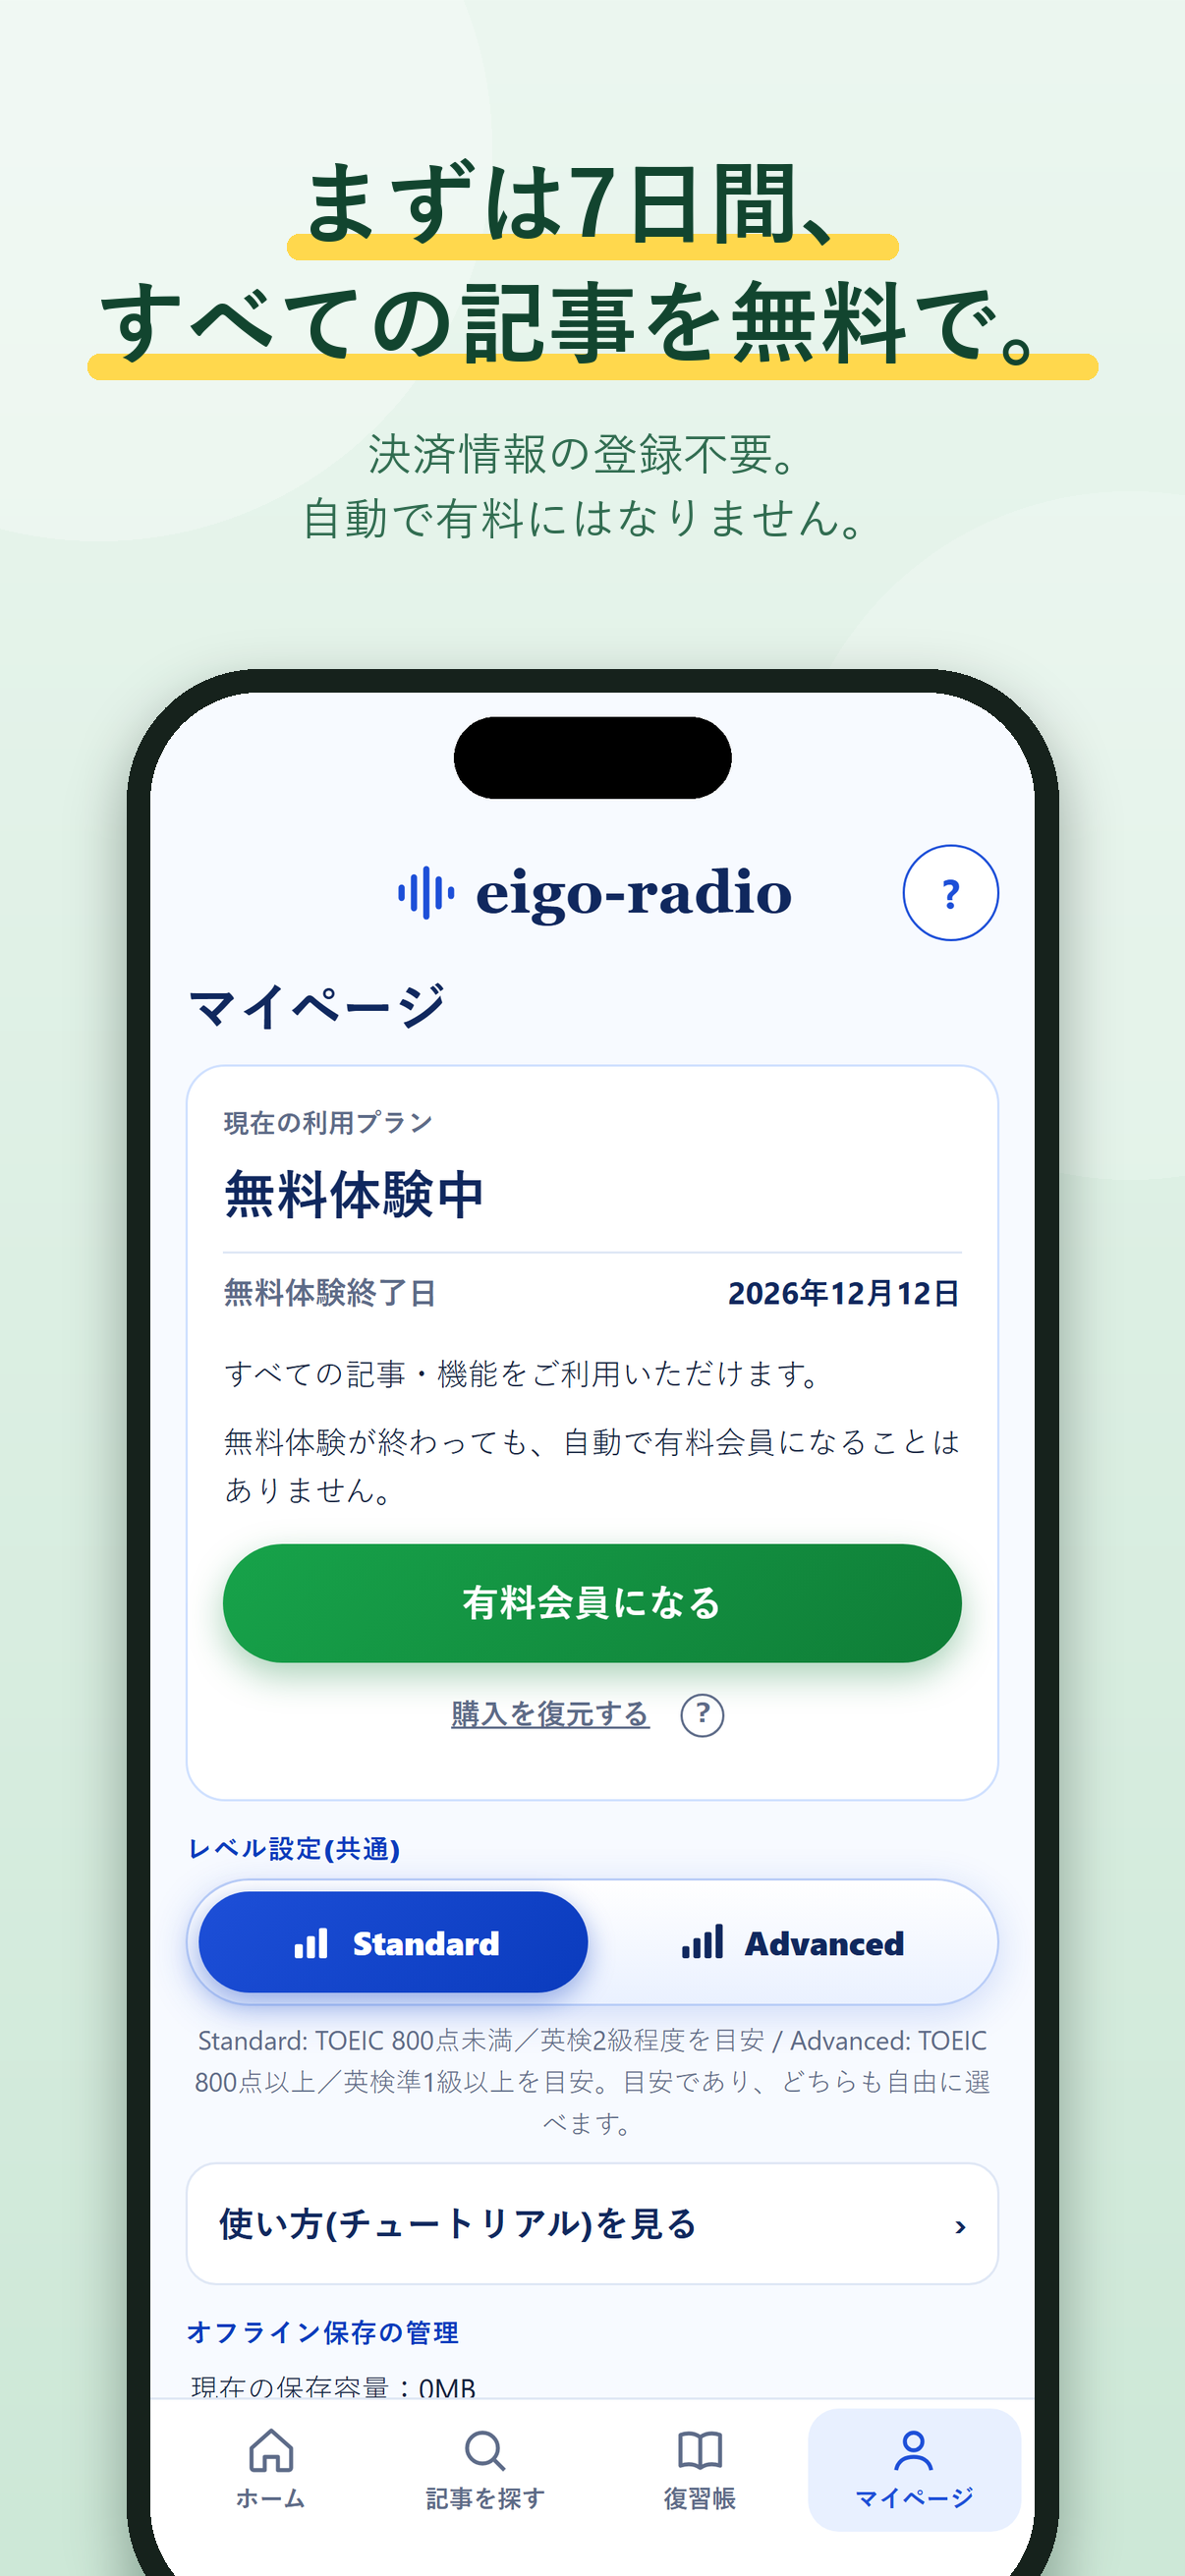 まずは7日間、
すべての記事を無料で。
決済情報の登録不要。
自動で有料にはなりません。
eigo-radio
?
マイページ
現在の利用プラン
無料体験中
無料体験終了日 2026年12月12日
すべての記事・機能をご利用いただけます。
無料体験が終わっても、自動で有料会員になることは
ありません。
有料会員になる
購入を復元する ?
レベル設定(共通)
Standard Advanced
Standard: TOEIC 800点未満／英検2級程度を目安 / Advanced: TOEIC
800点以上／英検準1級以上を目安。目安であり、どちらも自由に選
べます。
使い方(チュートリアル)を見る ›
オフライン保存の管理
現在の保存容量：0MB
ホーム 記事を探す 復習帳 マイページ